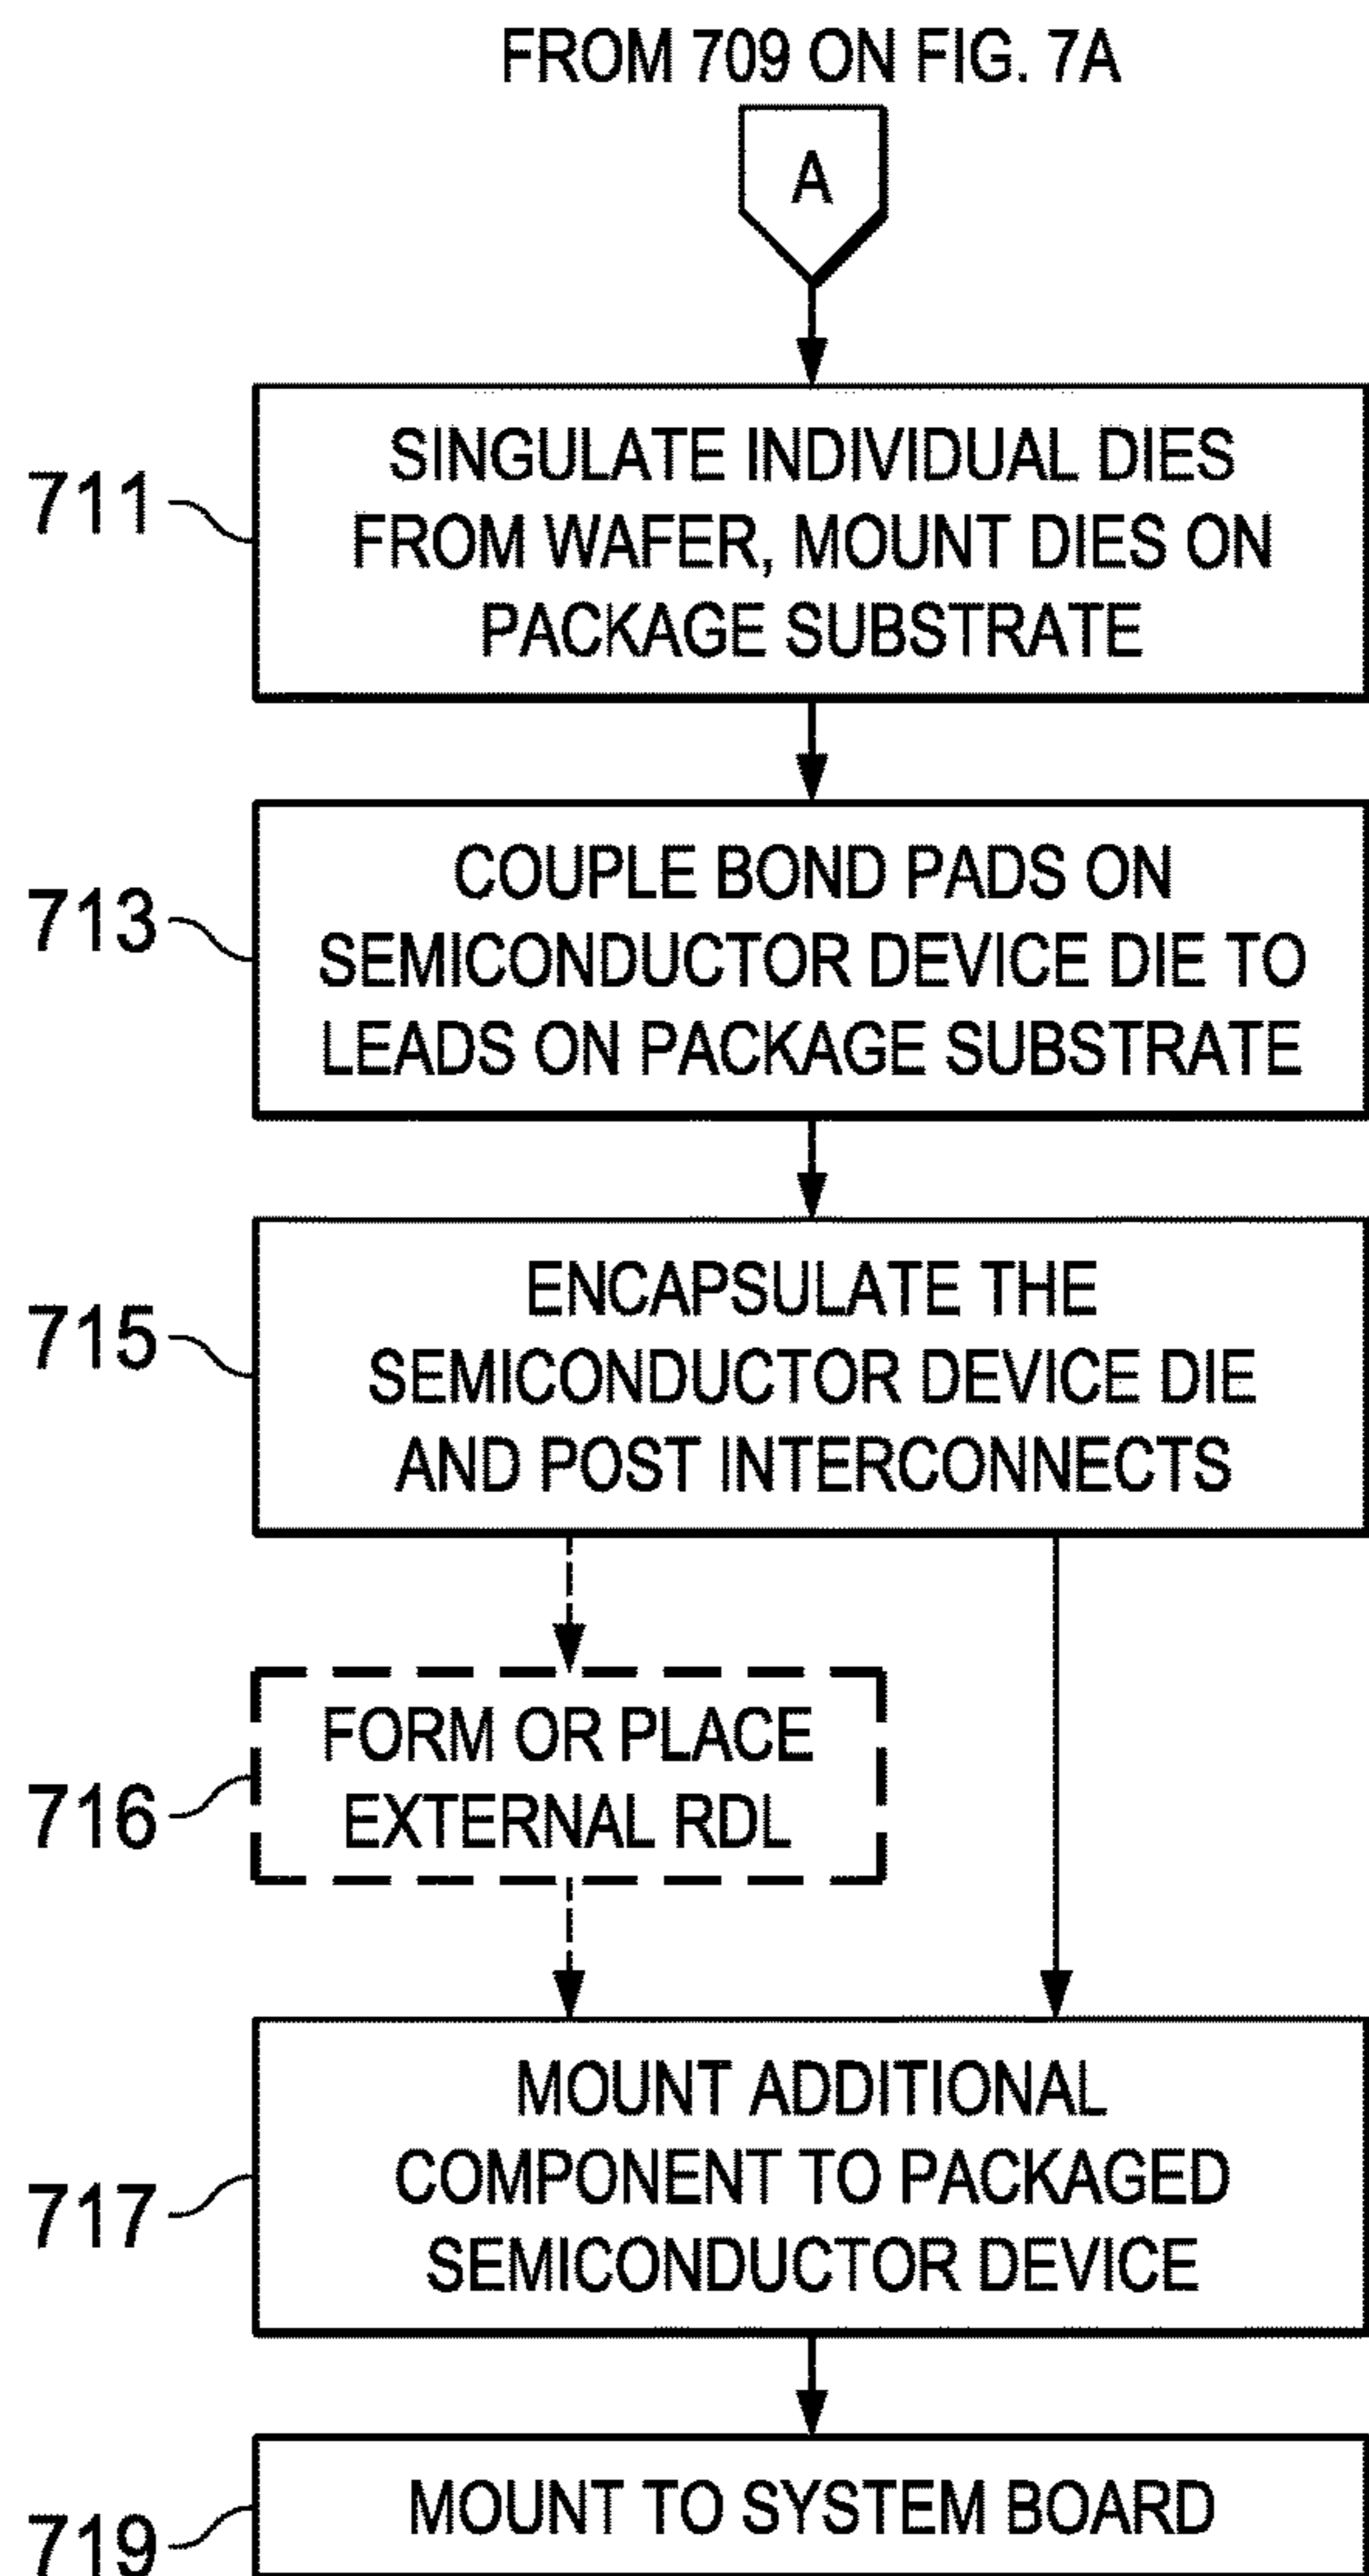 FROM 709 ON FIG. 7A
A
711
SINGULATE INDIVIDUAL DIES
FROM WAFER, MOUNT DIES ON
PACKAGE SUBSTRATE
713
COUPLE BOND PADS ON
SEMICONDUCTOR DEVICE DIE TO
LEADS ON PACKAGE SUBSTRATE
715
ENCAPSULATE THE
SEMICONDUCTOR DEVICE DIE
AND POST INTERCONNECTS
716
FORM OR PLACE
EXTERNAL RDL
717
MOUNT ADDITIONAL
COMPONENT TO PACKAGED
SEMICONDUCTOR DEVICE
719
MOUNT TO SYSTEM BOARD